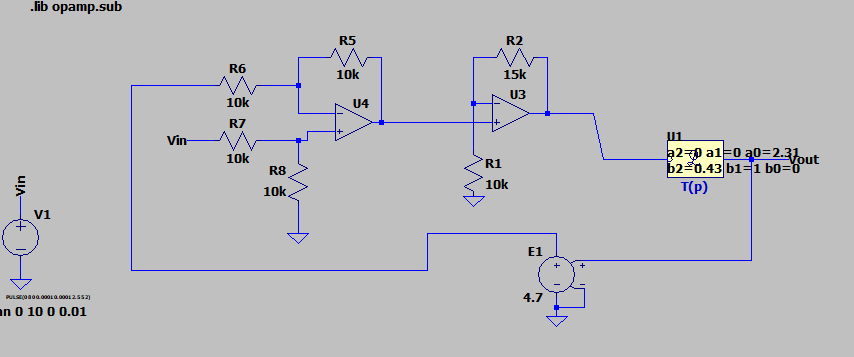 .lib opamp.sub
R5
10k
R2
15k
R6
10k
U4
U3
R7
10k
Vin
R8
10k
R1
10k
U1
a2=0 a1=0 a0=2.31
b2=0.43 b1=1 b0=0
T(p)
Vout
Vin
V1
E1
4.7
PULSE(0 8 0 0.0001 0.0001 2.5 5 2)
an 0 10 0 0.01